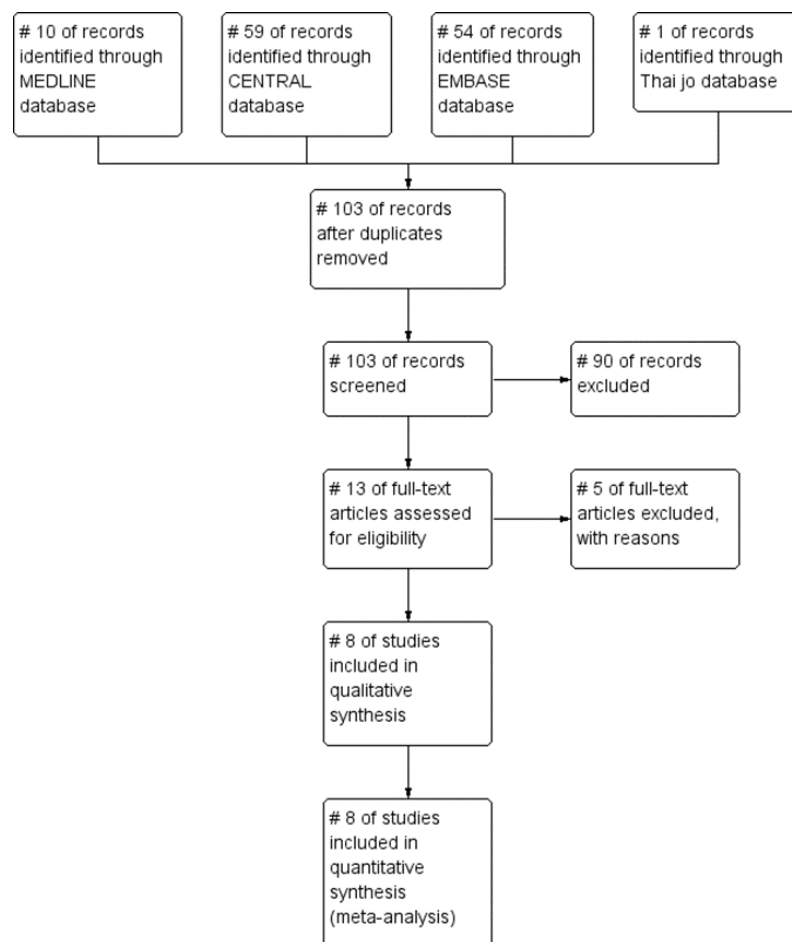 # 10 of records
identified through
MEDLINE
database
# 59 of records
identified through
CENTRAL
database
# 54 of records
identified through
EMBASE
database
# 1 of records
identified through
Thai jo database
# 103 of records
after duplicates
removed
# 103 of records
screened
# 90 of records
excluded
# 13 of full-text
articles assessed
for eligibility
# 5 of full-text
articles excluded,
with reasons
# 8 of studies
included in
qualitative
synthesis
# 8 of studies
included in
quantitative
synthesis
(meta-analysis)